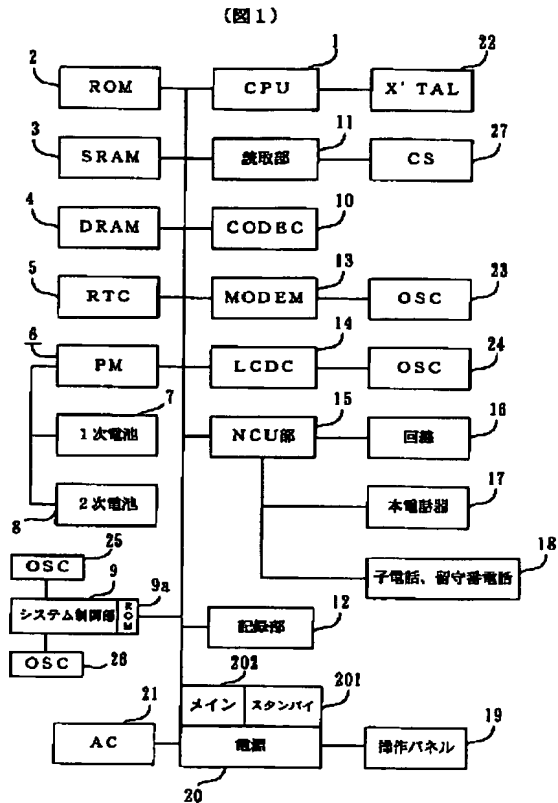 (図1)
1
2
22
ROM
CPU
X' TAL
3
11
27
SRAM
読取部
CS
4
10
DRAM
CODEC
5
13
23
RTC
MODEM
OSC
6
14
24
PM
LCDC
OSC
7
15
16
1次電池
NCU部
回線
17
本電話器
8
2次電池
18
子電話、留守番電話
25
OSC
9
9a
システム制御部
ROM
12
記録部
26
OSC
202
201
メイン
スタンバイ
21
19
AC
電源
操作パネル
20